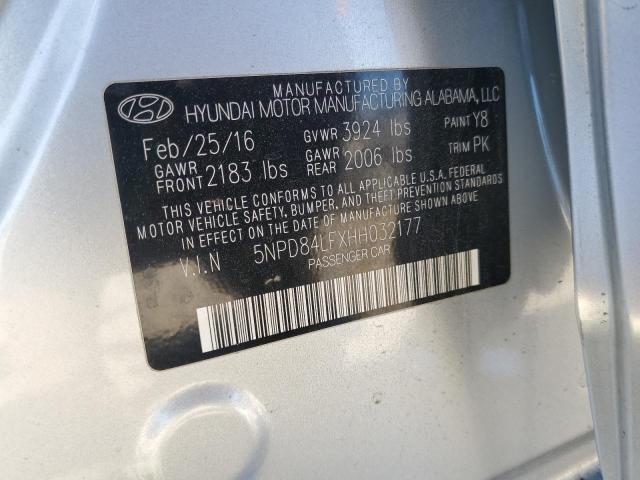 MANUFACTURED BY
HYUNDAI MOTOR MANUFACTURING ALABAMA, LLC
Feb/25/16 GVWR 3924 lbs PAINT Y8
GAWR FRONT 2183 lbs GAWR REAR 2006 lbs TRIM PK
THIS VEHICLE CONFORMS TO ALL APPLICABLE U.S.A. FEDERAL
MOTOR VEHICLE SAFETY, BUMPER, AND THEFT PREVENTION STANDARDS
IN EFFECT ON THE DATE OF MANUFACTURE SHOWN ABOVE.
V.I.N 5NPD84LFXHH032177
PASSENGER CAR